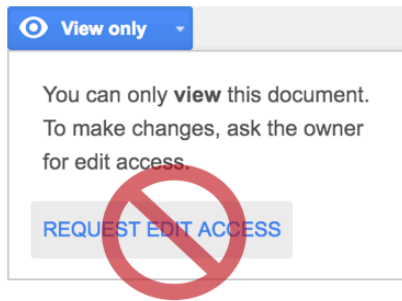 View only
You can only view this document.
To make changes, ask the owner
for edit access.
REQUEST EDIT ACCESS